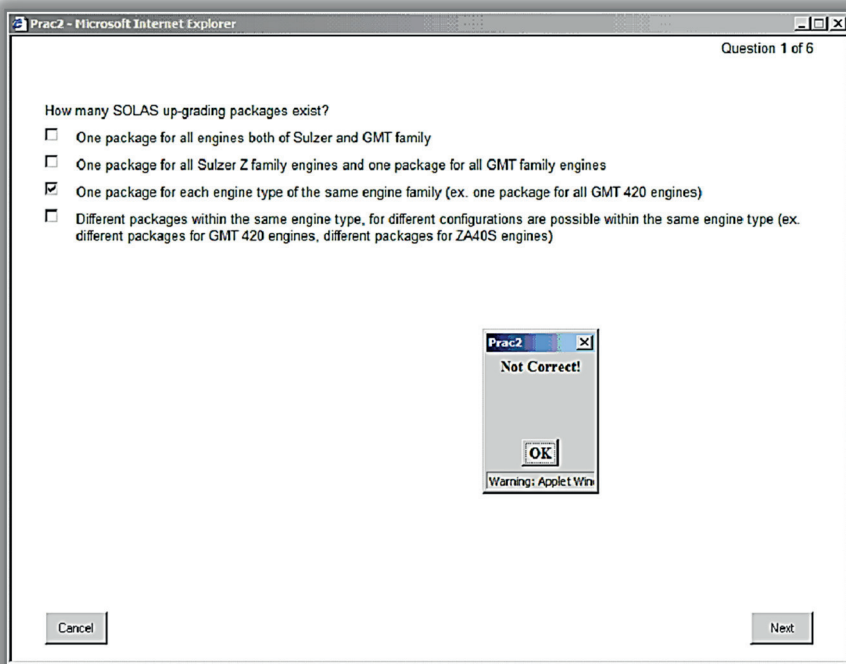 Prac2 - Microsoft Internet Explorer
Question 1 of 6
How many SOLAS up-grading packages exist?
One package for all engines both of Sulzer and GMT family
One package for all Sulzer Z family engines and one package for all GMT family engines
One package for each engine type of the same engine family (ex. one package for all GMT 420 engines)
Different packages within the same engine type, for different configurations are possible within the same engine type (ex.
different packages for GMT 420 engines, different packages for ZA40S engines)
Prac2
Not Correct!
OK
Warning: Applet Win
Cancel
Next